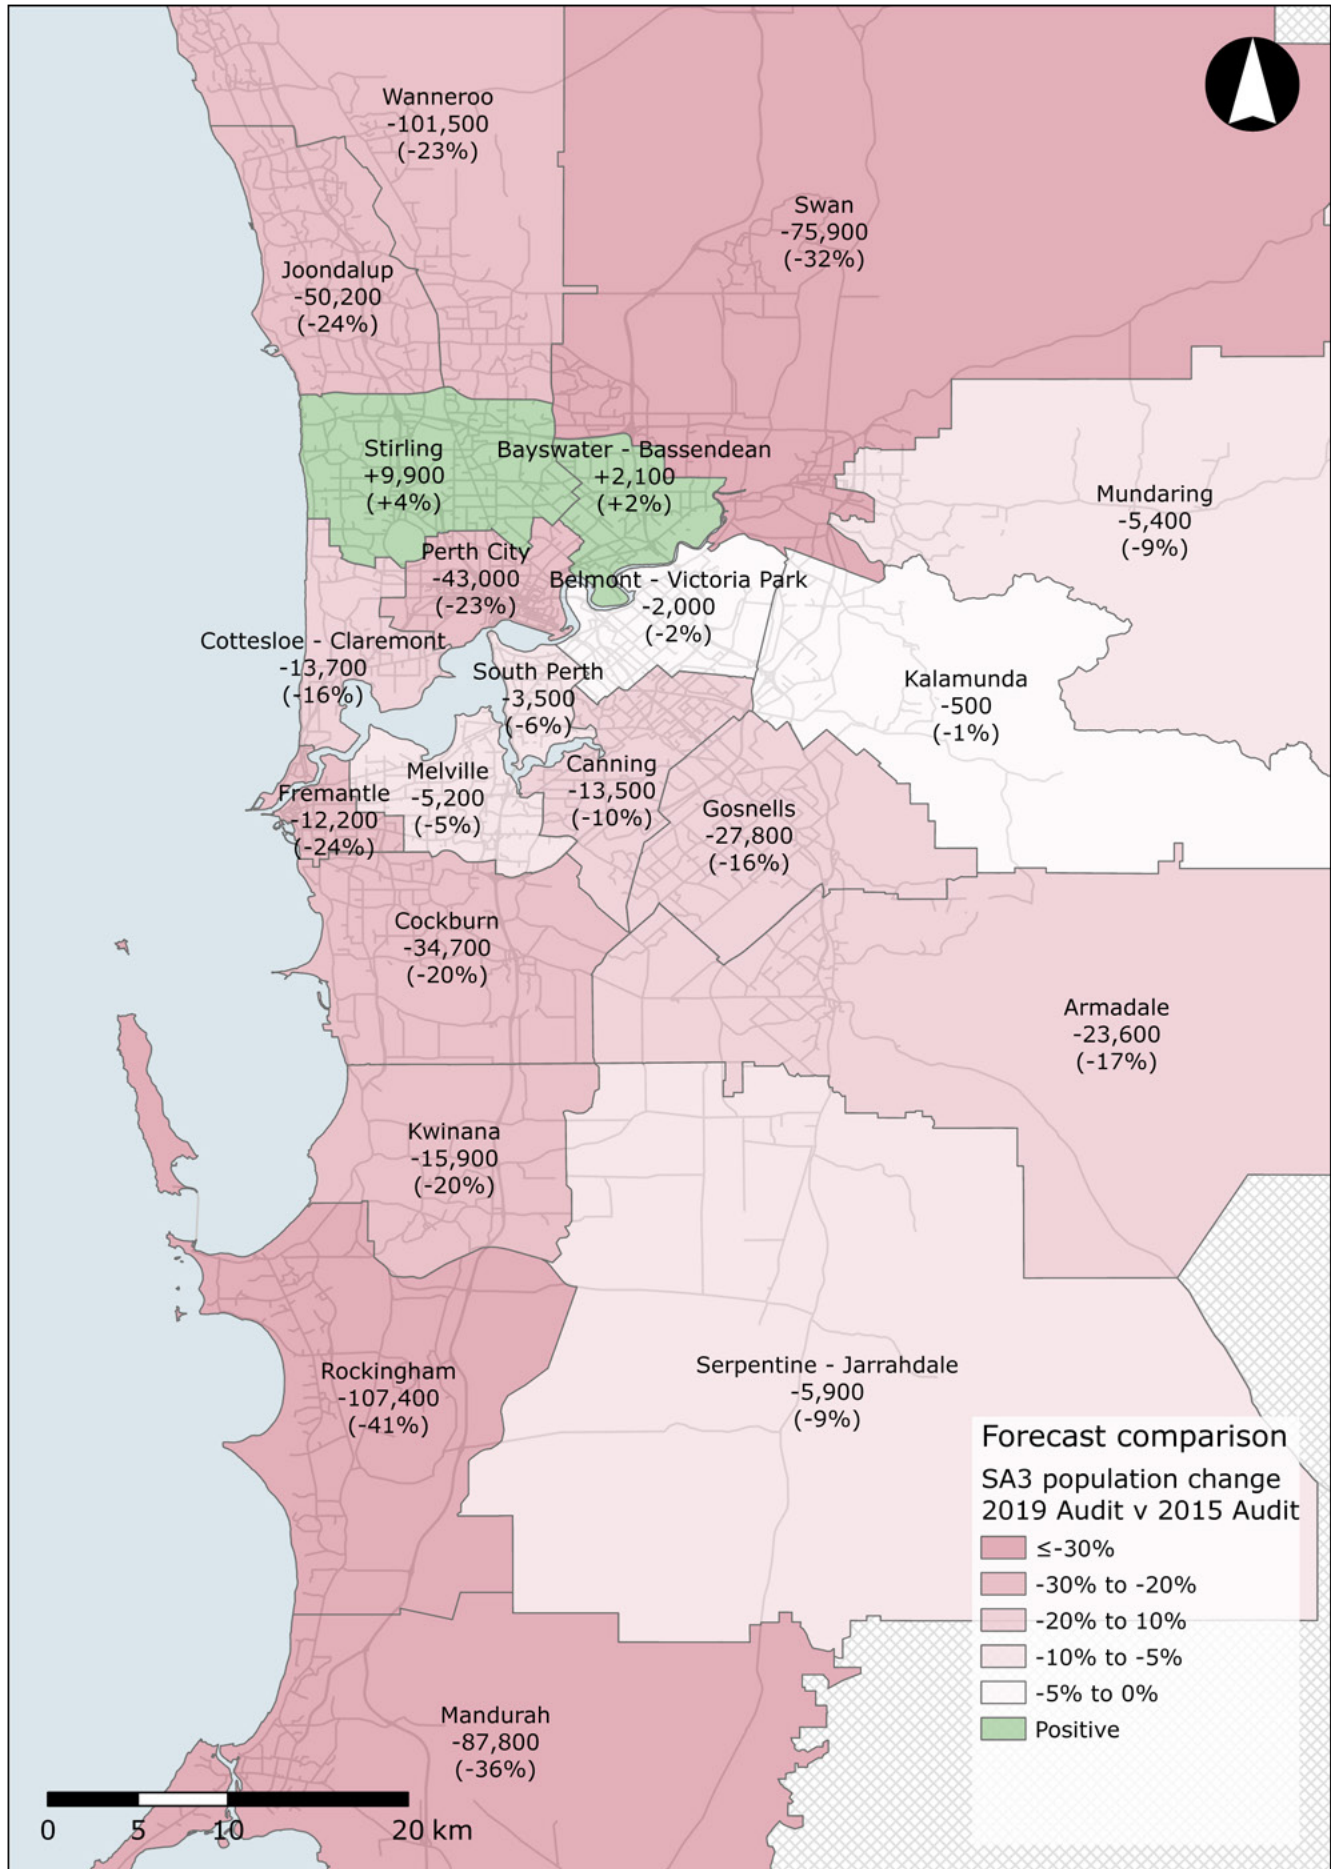 Wanneroo
-101,500
(-23%)
Swan
-75,900
(-32%)
Joondalup
-50,200
(-24%)
Stirling
+9,900
(+4%)
Bayswater - Bassendean
+2,100
(+2%)
Mundaring
-5,400
(-9%)
Perth City
-43,000
(-23%)
Belmont - Victoria Park
-2,000
(-2%)
Cottesloe - Claremont
-13,700
(-16%)
South Perth
-3,500
(-6%)
Kalamunda
-500
(-1%)
Melville
-5,200
(-5%)
Canning
-13,500
(-10%)
Fremantle
-12,200
(-24%)
Gosnells
-27,800
(-16%)
Cockburn
-34,700
(-20%)
Armadale
-23,600
(-17%)
Kwinana
-15,900
(-20%)
Rockingham
-107,400
(-41%)
Serpentine - Jarrahdale
-5,900
(-9%)
Mandurah
-87,800
(-36%)
Forecast comparison
SA3 population change
2019 Audit v 2015 Audit
≤-30%
-30% to -20%
-20% to 10%
-10% to -5%
-5% to 0%
Positive
0 5 10 20 km